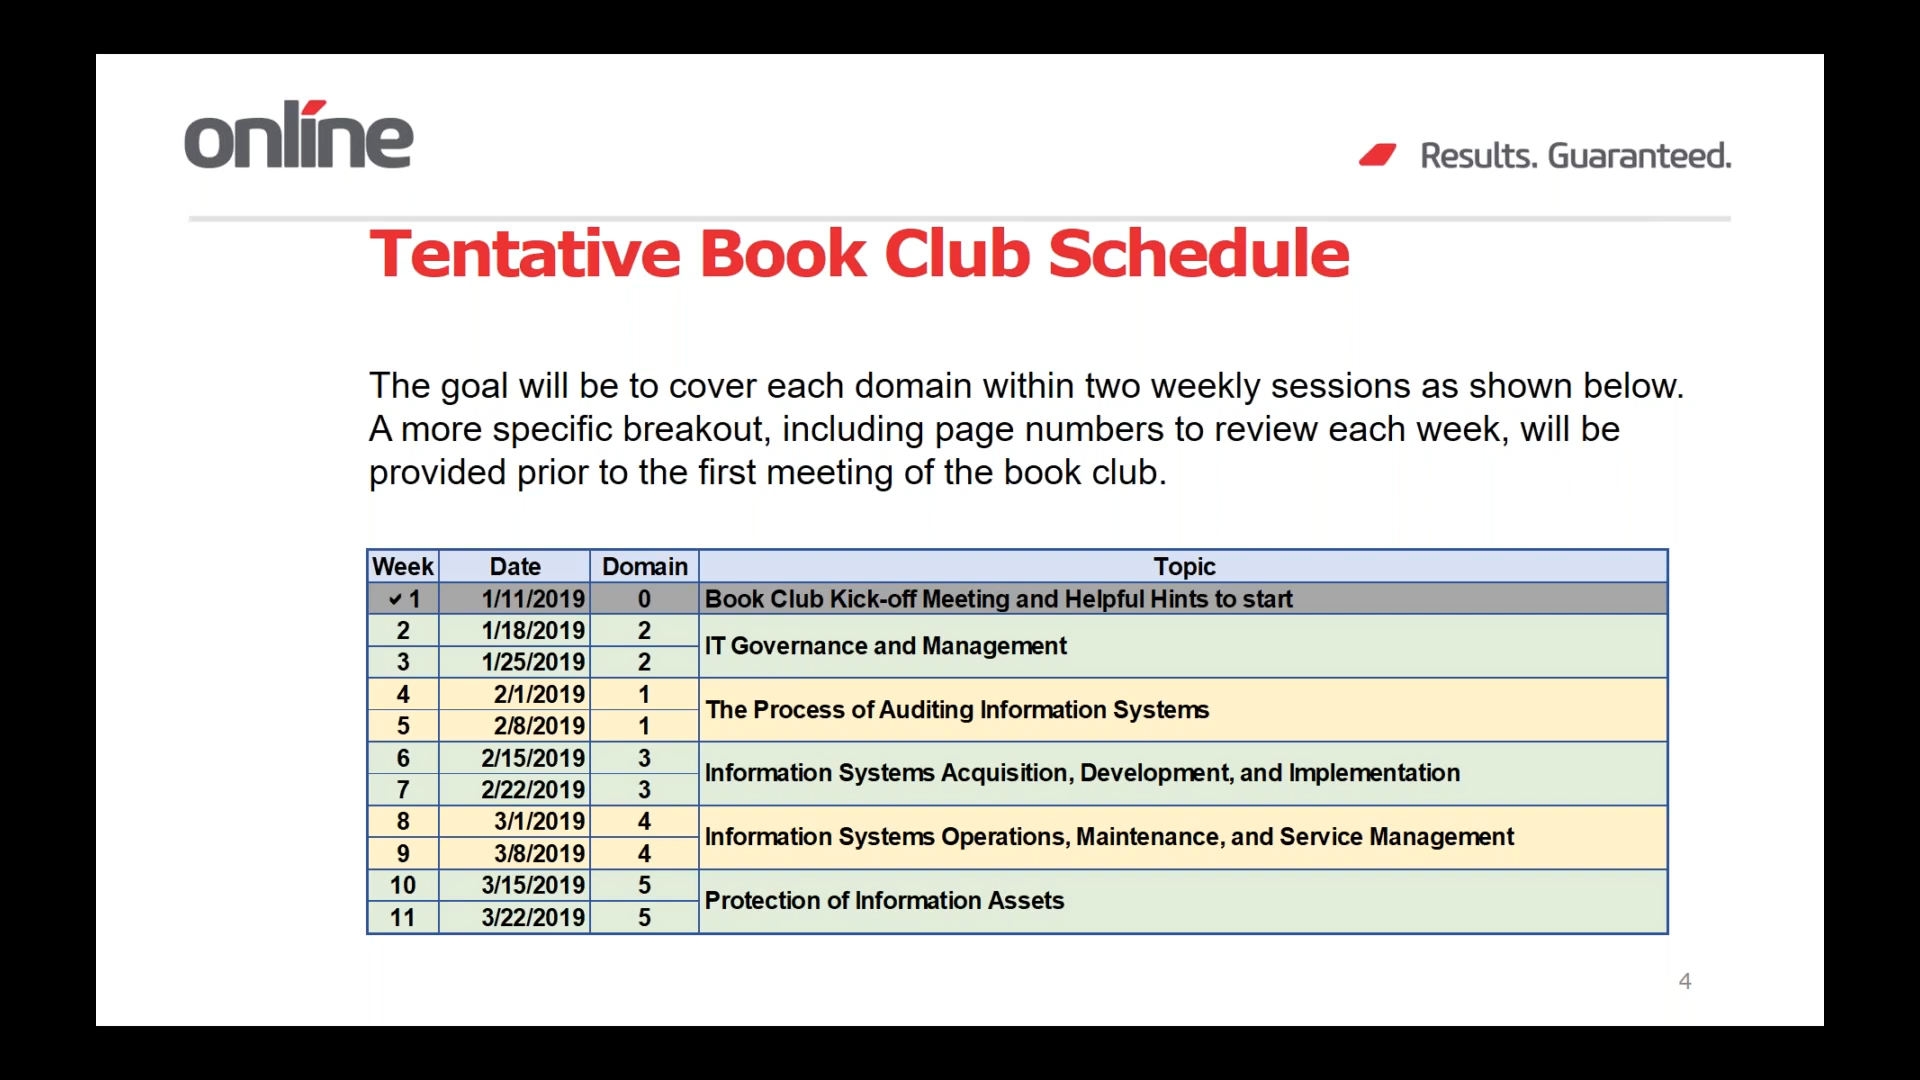 online
Results. Guaranteed.
Tentative Book Club Schedule
The goal will be to cover each domain within two weekly sessions as shown below.
A more specific breakout, including page numbers to review each week, will be
provided prior to the first meeting of the book club.
Week Date Domain Topic
✓ 1 1/11/2019 0 Book Club Kick-off Meeting and Helpful Hints to start
2 1/18/2019 2
IT Governance and Management
3 1/25/2019 2
4 2/1/2019 1
The Process of Auditing Information Systems
5 2/8/2019 1
6 2/15/2019 3
Information Systems Acquisition, Development, and Implementation
7 2/22/2019 3
8 3/1/2019 4
Information Systems Operations, Maintenance, and Service Management
9 3/8/2019 4
10 3/15/2019 5
Protection of Information Assets
11 3/22/2019 5
4